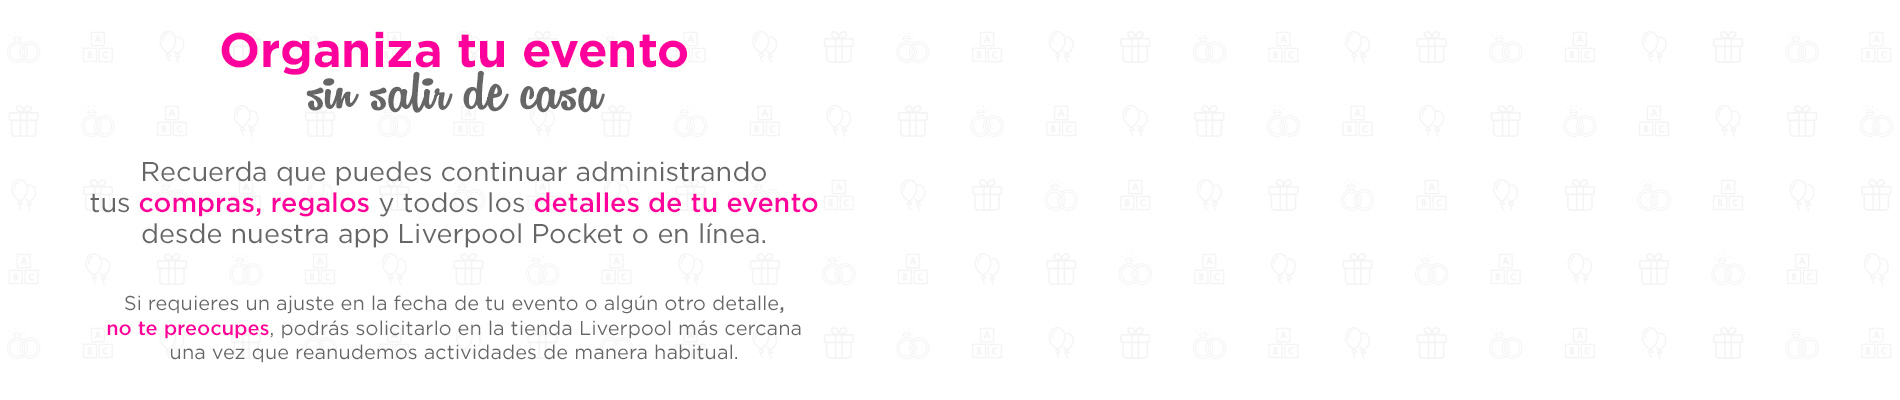 Organiza tu evento
sin salir de casa
Recuerda que puedes continuar administrando
tus compras, regalos y todos los detalles de tu evento
desde nuestra app Liverpool Pocket o en línea.
Si requieres un ajuste en la fecha de tu evento o algún otro detalle,
no te preocupes, podrás solicitarlo en la tienda Liverpool más cercana
una vez que reanudemos actividades de manera habitual.